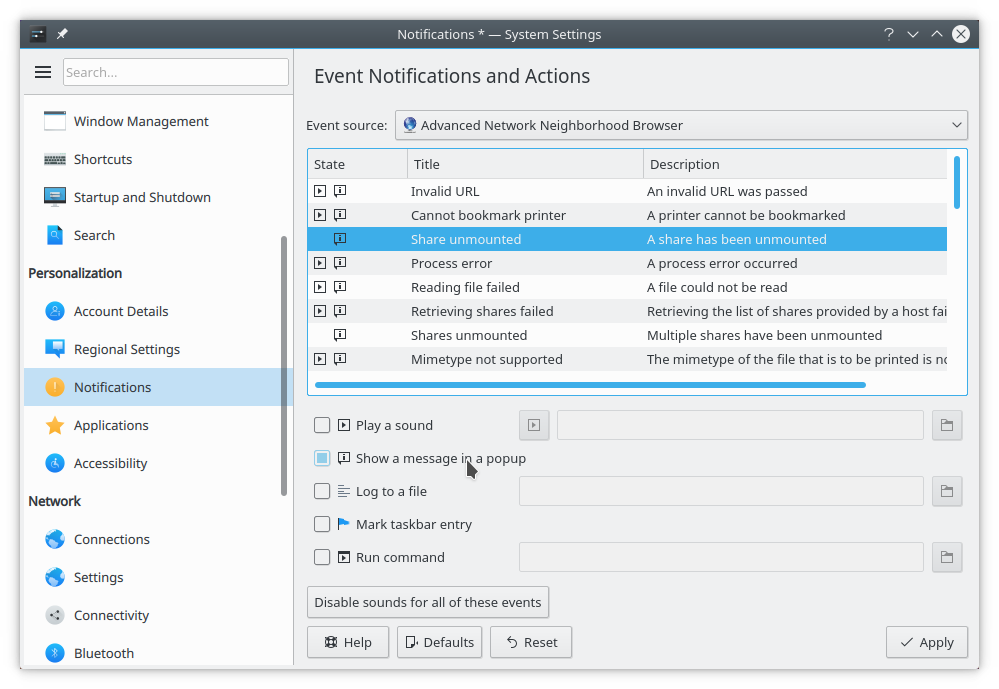 Notifications * — System Settings
Search...
Window Management
Shortcuts
Startup and Shutdown
Search
Personalization
Account Details
Regional Settings
Notifications
Applications
Accessibility
Network
Connections
Settings
Connectivity
Bluetooth
Event Notifications and Actions
Event source: Advanced Network Neighborhood Browser
State Title Description
Invalid URL An invalid URL was passed
Cannot bookmark printer A printer cannot be bookmarked
Share unmounted A share has been unmounted
Process error A process error occurred
Reading file failed A file could not be read
Retrieving shares failed Retrieving the list of shares provided by a host fai
Shares unmounted Multiple shares have been unmounted
Mimetype not supported The mimetype of the file that is to be printed is no
Play a sound
Show a message in a popup
Log to a file
Mark taskbar entry
Run command
Disable sounds for all of these events
Help Defaults Reset Apply